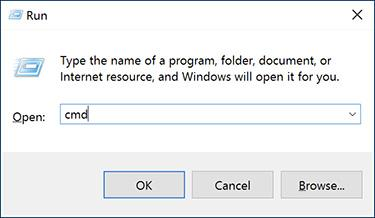 Run
Type the name of a program, folder, document, or
Internet resource, and Windows will open it for you.
Open: cmd
OK Cancel Browse...